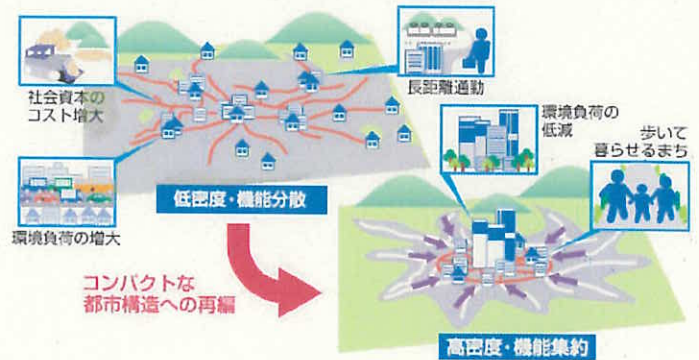 社会資本の
コスト増大
長距離通勤
環境負荷の増大
低密度・機能分散
環境負荷の
低減
歩いて
暮らせるまち
コンパクトな
都市構造への再編
高密度・機能集約